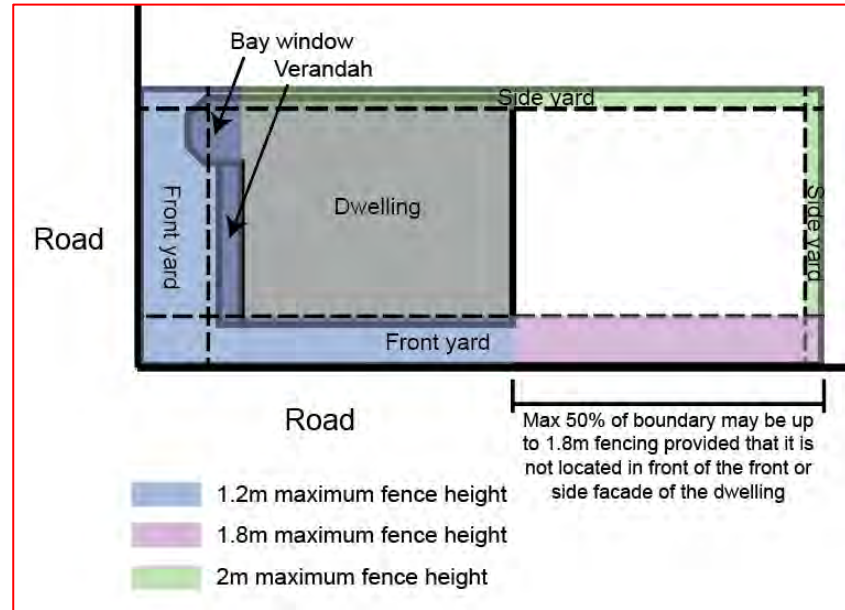 Bay window
Verandah
Side yard
Front yard
Dwelling
Side yard
Road
Front yard
Road
Max 50% of boundary may be up
to 1.8m fencing provided that it is
not located in front of the front or
side facade of the dwelling
1.2m maximum fence height
1.8m maximum fence height
2m maximum fence height